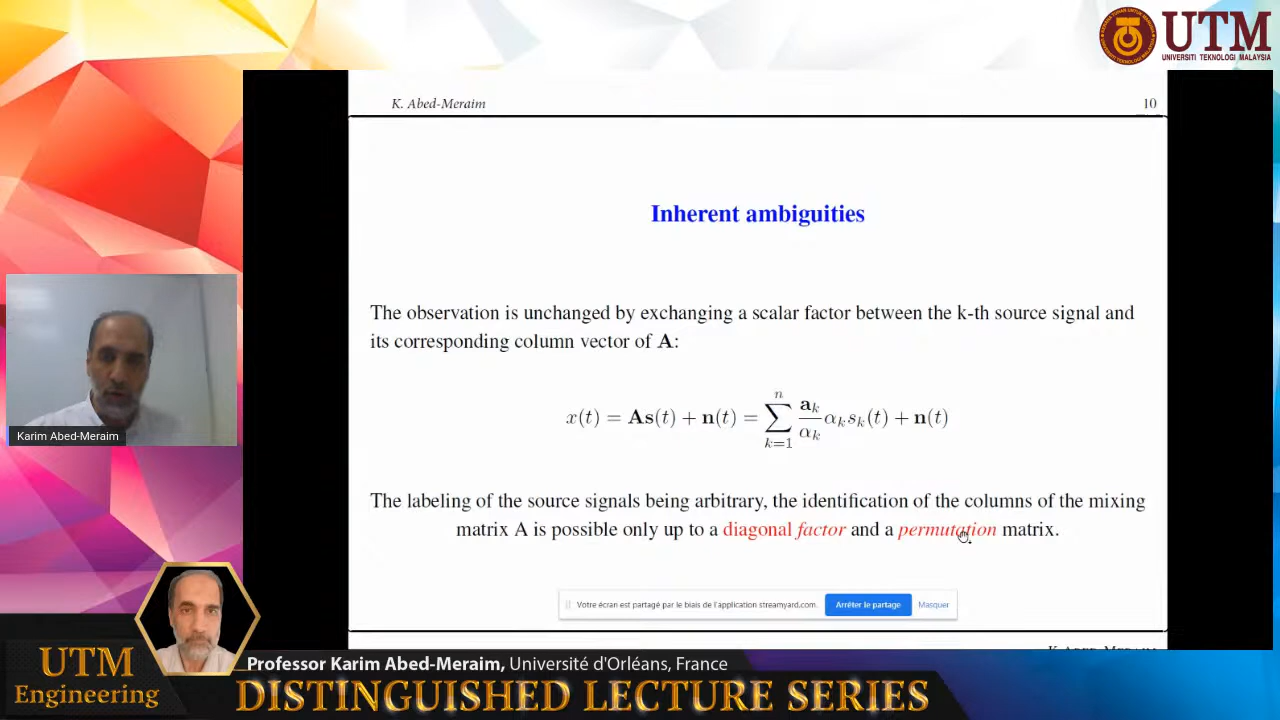 UTM
UNIVERSITI TEKNOLOGI MALAYSIA
K. Abed-Meraim
10
Inherent ambiguities
The observation is unchanged by exchanging a scalar factor between the k-th source signal and
its corresponding column vector of A:
x(t) = As(t) + n(t) = ∑_{k=1}^{n} \frac{a_k}{α_k} α_k s_k(t) + n(t)
The labeling of the source signals being arbitrary, the identification of the columns of the mixing
matrix A is possible only up to a diagonal factor and a permutation matrix.
Votre écran est partagé par le biais de l'application streamyard.com.
Arrêter le partage
Masquer
Karim Abed-Meraim
UTM
Engineering
Professor Karim Abed-Meraim, Université d'Orléans, France
DISTINGUISHED LECTURE SERIES